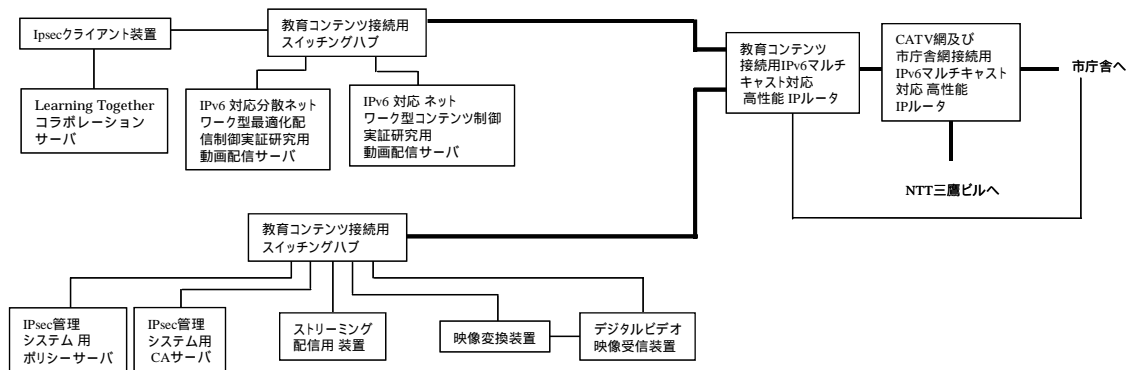 Ipsecクライアント装置
教育コンテンツ接続用
スイッチングハブ
Learning Together
コラボレーション
サーバ
IPv6 対応分散ネット
ワーク型最適化配
信制御実証研究用
動画配信サーバ
IPv6 対応 ネット
ワーク型コンテンツ制御
実証研究用
動画配信サーバ
教育コンテンツ
接続用IPv6マルチ
キャスト対応
高性能 IPルータ
CATV網及び
市庁舎網接続用
IPv6マルチキャスト
対応 高性能
IPルータ
市庁舎へ
NTT三鷹ビルへ
教育コンテンツ接続用
スイッチングハブ
IPsec管理
システム 用
ポリシーサーバ
IPsec管理
システム用
CAサーバ
ストリーミング
配信用 装置
映像変換装置
デジタルビデオ
映像受信装置